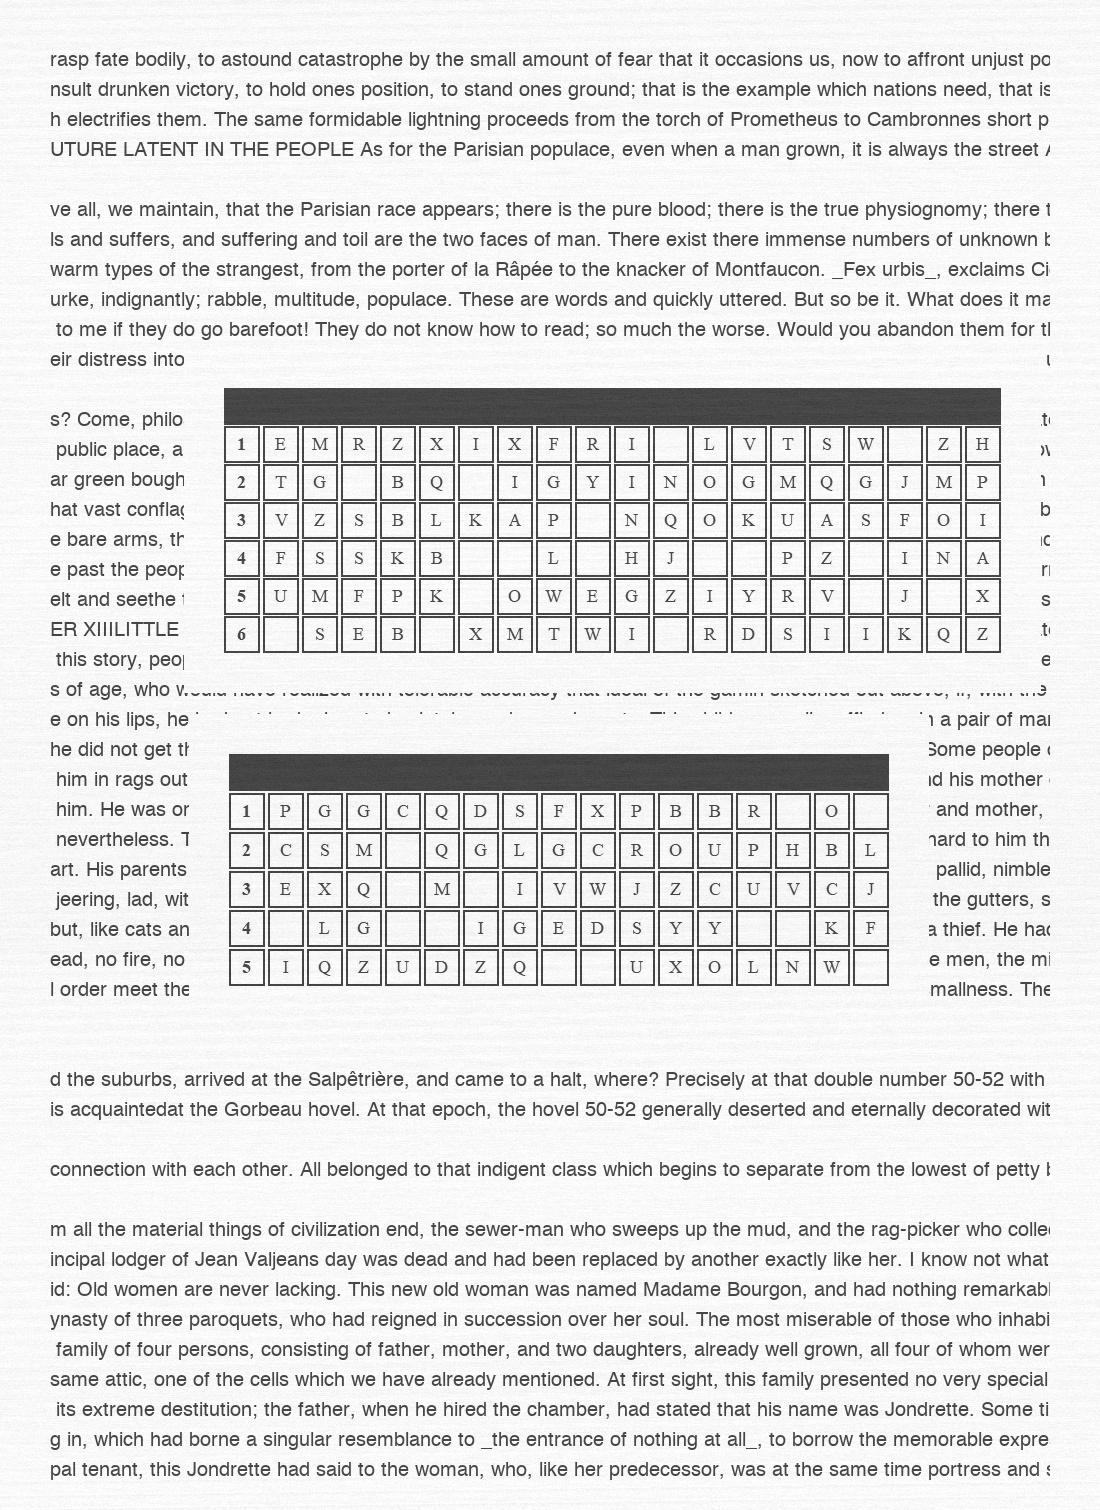 rasp fate bodily, to astound catastrophe by the small amount of fear that it occasions us, now to affront unjust po
nsult drunken victory, to hold ones position, to stand ones ground; that is the example which nations need, that is
h electrifies them. The same formidable lightning proceeds from the torch of Prometheus to Cambronnes short p
UTURE LATENT IN THE PEOPLE As for the Parisian populace, even when a man grown, it is always the street
ve all, we maintain, that the Parisian race appears; there is the pure blood; there is the true physiognomy; there t
ls and suffers, and suffering and toil are the two faces of man. There exist there immense numbers of unknown b
warm types of the strangest, from the porter of la Râpée to the knacker of Montfaucon. _Fex urbis_, exclaims Ci
urke, indignantly; rabble, multitude, populace. These are words and quickly uttered. But so be it. What does it ma
to me if they do go barefoot! They do not know how to read; so much the worse. Would you abandon them for t
eir distress into
s? Come, philo
public place, a
ar green bough
hat vast confla
e bare arms, th
e past the peop
elt and seethe
ER XIIILITTLE
this story, peop
1 E M R Z X I X F R I L V T S W Z H
2 T G B Q I G Y I N O G M Q G J M P
3 V Z S B L K A P N Q O K U A S F O I
4 F S S K B L H J P Z I N A
5 U M F P K O W E G Z I Y R V J X
6 S E B X M T W I R D S I I K Q Z
s of age, who would have realized with tolerable accuracy that ideal of the gamin sketched out above, if, with the
e on his lips, he a pair of mar
he did not get th Some people
him in rags out nd his mother
him. He was or and mother,
nevertheless. T hard to him th
art. His parents pallid, nimble
jeering, lad, wit the gutters, s
but, like cats an a thief. He had
ead, no fire, no e men, the mi
l order meet the mallness. The
1 P G G C Q D S F X P B B R O
2 C S M Q G L G C R O U P H B L
3 E X Q M I V W J Z C U V C J
4 L G I G E D S Y Y K F
5 I Q Z U D Z Q U X O L N W
d the suburbs, arrived at the Salpêtrière, and came to a halt, where? Precisely at that double number 50-52 with
is acquaintedat the Gorbeau hovel. At that epoch, the hovel 50-52 generally deserted and eternally decorated wit
connection with each other. All belonged to that indigent class which begins to separate from the lowest of petty b
m all the material things of civilization end, the sewer-man who sweeps up the mud, and the rag-picker who collec
incipal lodger of Jean Valjeans day was dead and had been replaced by another exactly like her. I know not what
id: Old women are never lacking. This new old woman was named Madame Bourgon, and had nothing remarkabl
ynasty of three paroquets, who had reigned in succession over her soul. The most miserable of those who inhabi
family of four persons, consisting of father, mother, and two daughters, already well grown, all four of whom wer
same attic, one of the cells which we have already mentioned. At first sight, this family presented no very special
its extreme destitution; the father, when he hired the chamber, had stated that his name was Jondrette. Some ti
g in, which had borne a singular resemblance to _the entrance of nothing at all_, to borrow the memorable expre
pal tenant, this Jondrette had said to the woman, who, like her predecessor, was at the same time portress and s